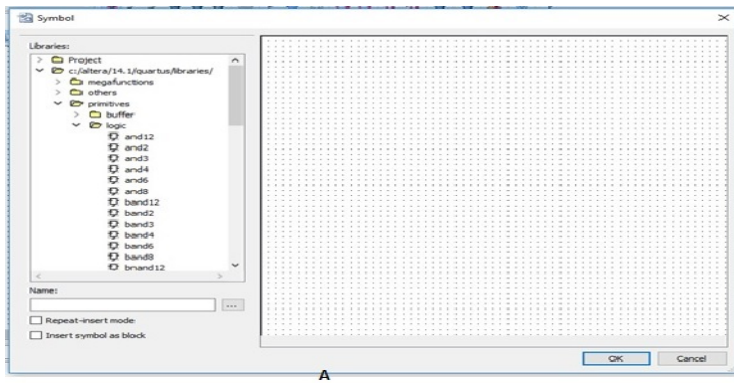 Symbol
Libraries:
Project
c:/altera/14.1/quartus/libraries/
megafunctions
others
primitives
buffer
logic
and12
and2
and3
and4
and6
and8
band12
band2
band3
band4
band6
band8
bnand12
Name:
...
Repeat-insert mode
Insert symbol as block
OK
Cancel
A